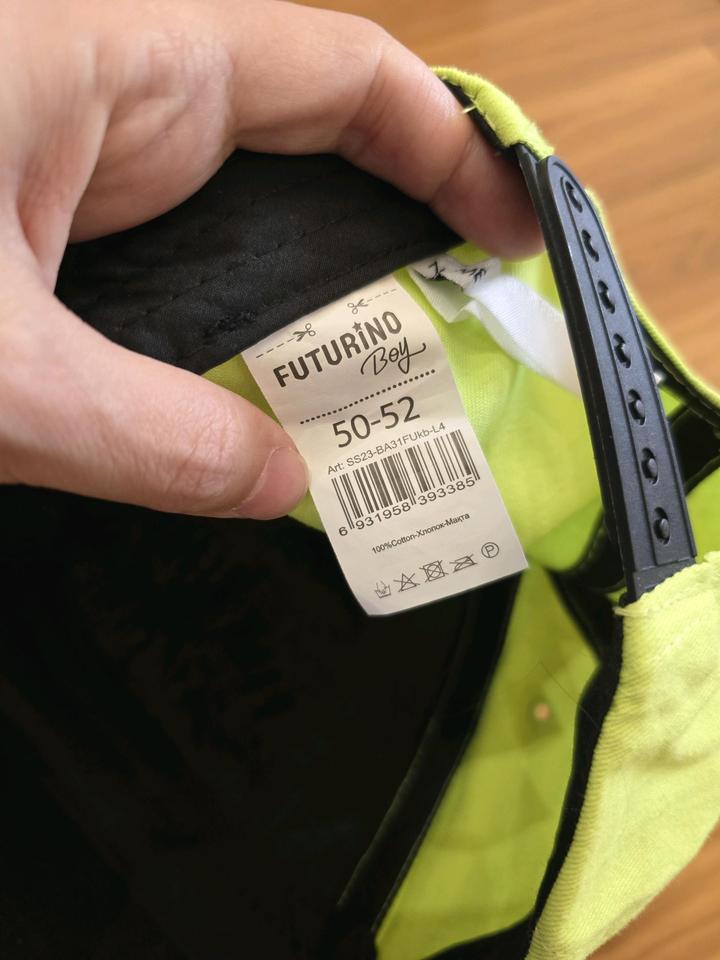 FUTURiNO
Boy
50-52
Art: SS23-BA31FUkb-L4
6 931958 393385
100%Cotton-Хлопок-Мақта
P